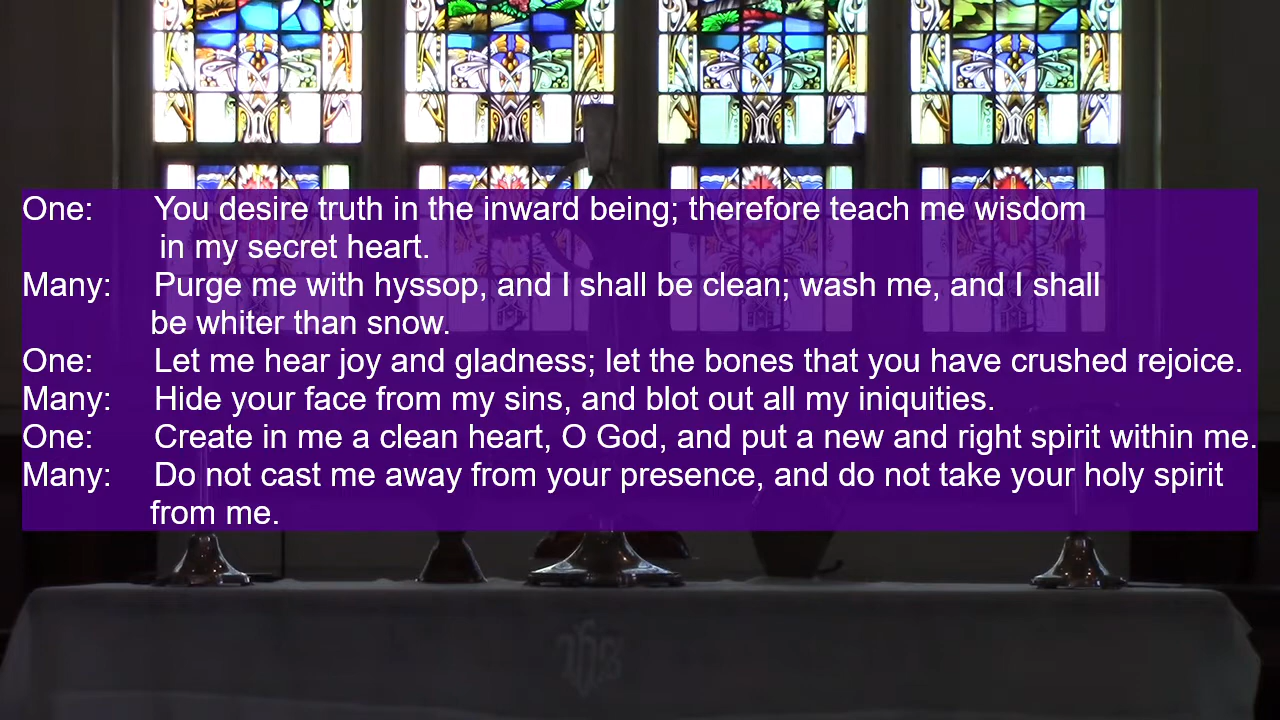 One: You desire truth in the inward being; therefore teach me wisdom
in my secret heart.
Many: Purge me with hyssop, and I shall be clean; wash me, and I shall
be whiter than snow.
One: Let me hear joy and gladness; let the bones that you have crushed rejoice.
Many: Hide your face from my sins, and blot out all my iniquities.
One: Create in me a clean heart, O God, and put a new and right spirit within me.
Many: Do not cast me away from your presence, and do not take your holy spirit
from me.
IHS